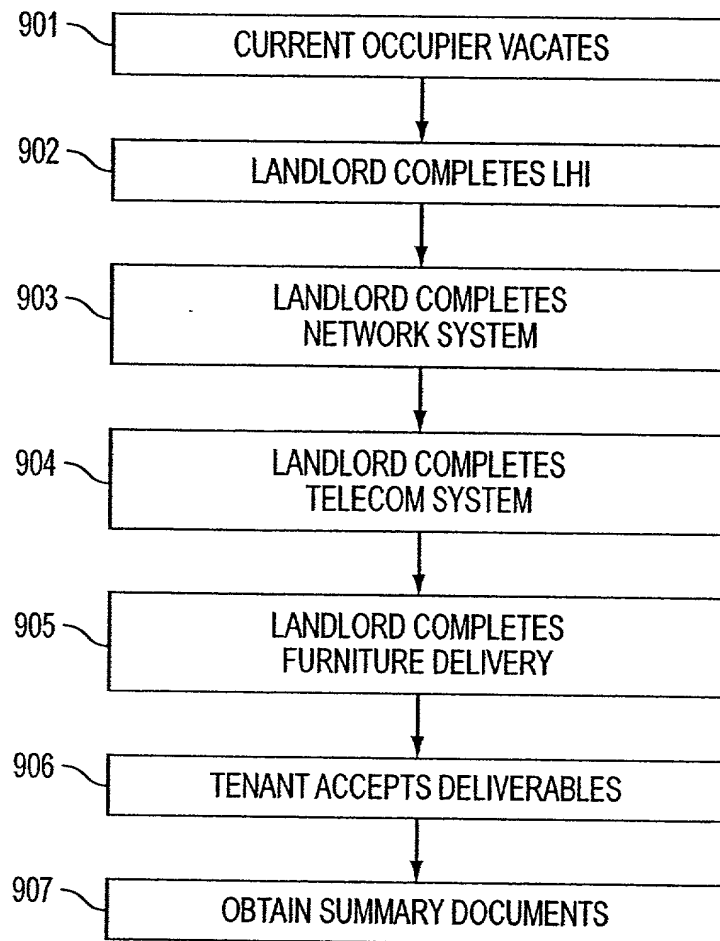 901
CURRENT OCCUPIER VACATES
902
LANDLORD COMPLETES LHI
903
LANDLORD COMPLETES
NETWORK SYSTEM
904
LANDLORD COMPLETES
TELECOM SYSTEM
905
LANDLORD COMPLETES
FURNITURE DELIVERY
906
TENANT ACCEPTS DELIVERABLES
907
OBTAIN SUMMARY DOCUMENTS